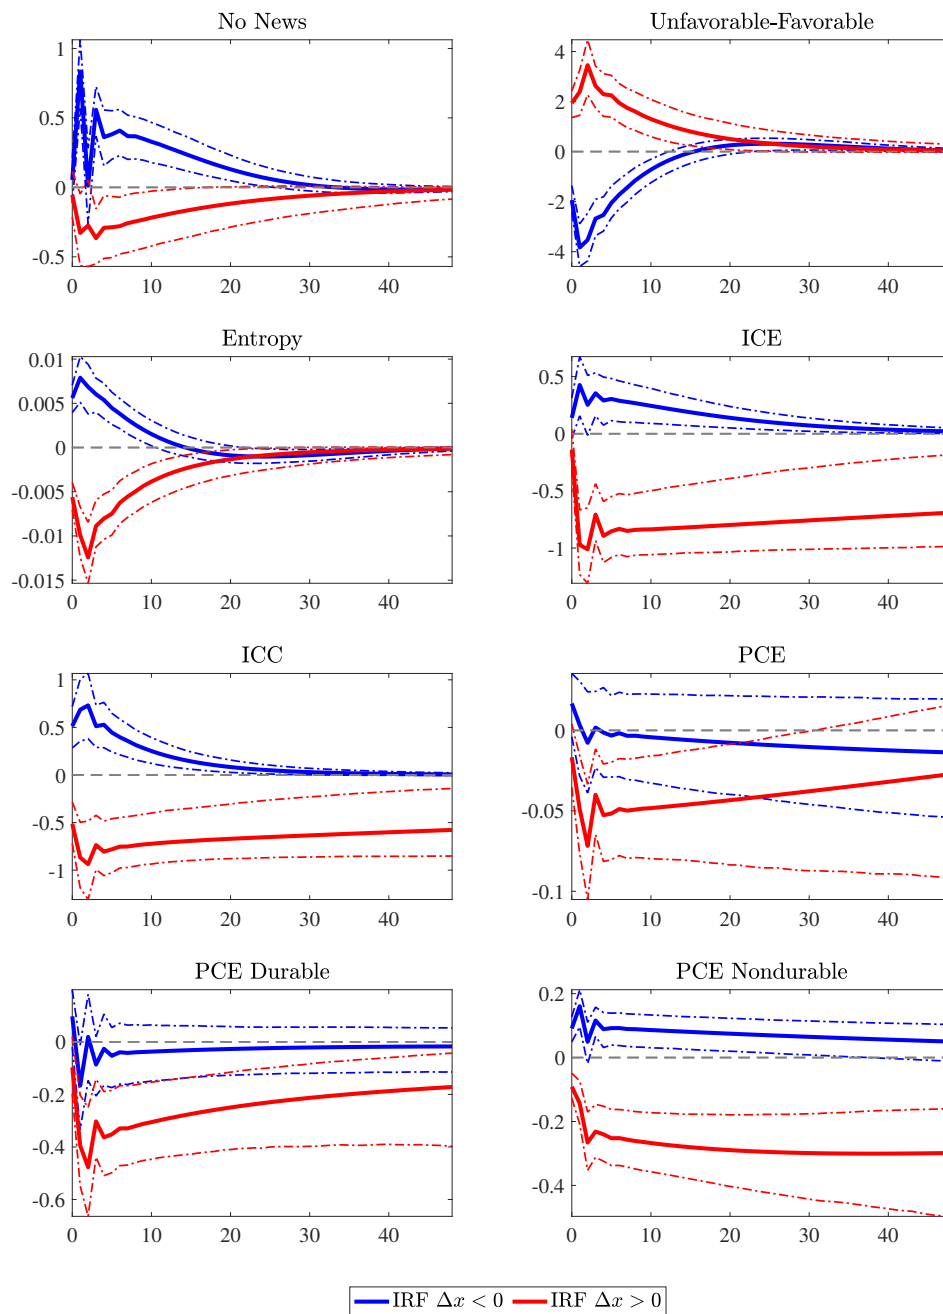 No News
1
0.5
0
-0.5
0 10 20 30 40
Unfavorable-Favorable
4
2
0
-2
-4
0 10 20 30 40
Entropy
0.01
0.005
0
-0.005
-0.01
-0.015
0 10 20 30 40
ICE
0.5
0
-0.5
-1
0 10 20 30 40
ICC
1
0.5
0
-0.5
-1
0 10 20 30 40
PCE
0
-0.05
-0.1
0 10 20 30 40
PCE Durable
0
-0.2
-0.4
-0.6
0 10 20 30 40
PCE Nondurable
0.2
0
-0.2
-0.4
0 10 20 30 40
IRF Δx < 0 IRF Δx > 0